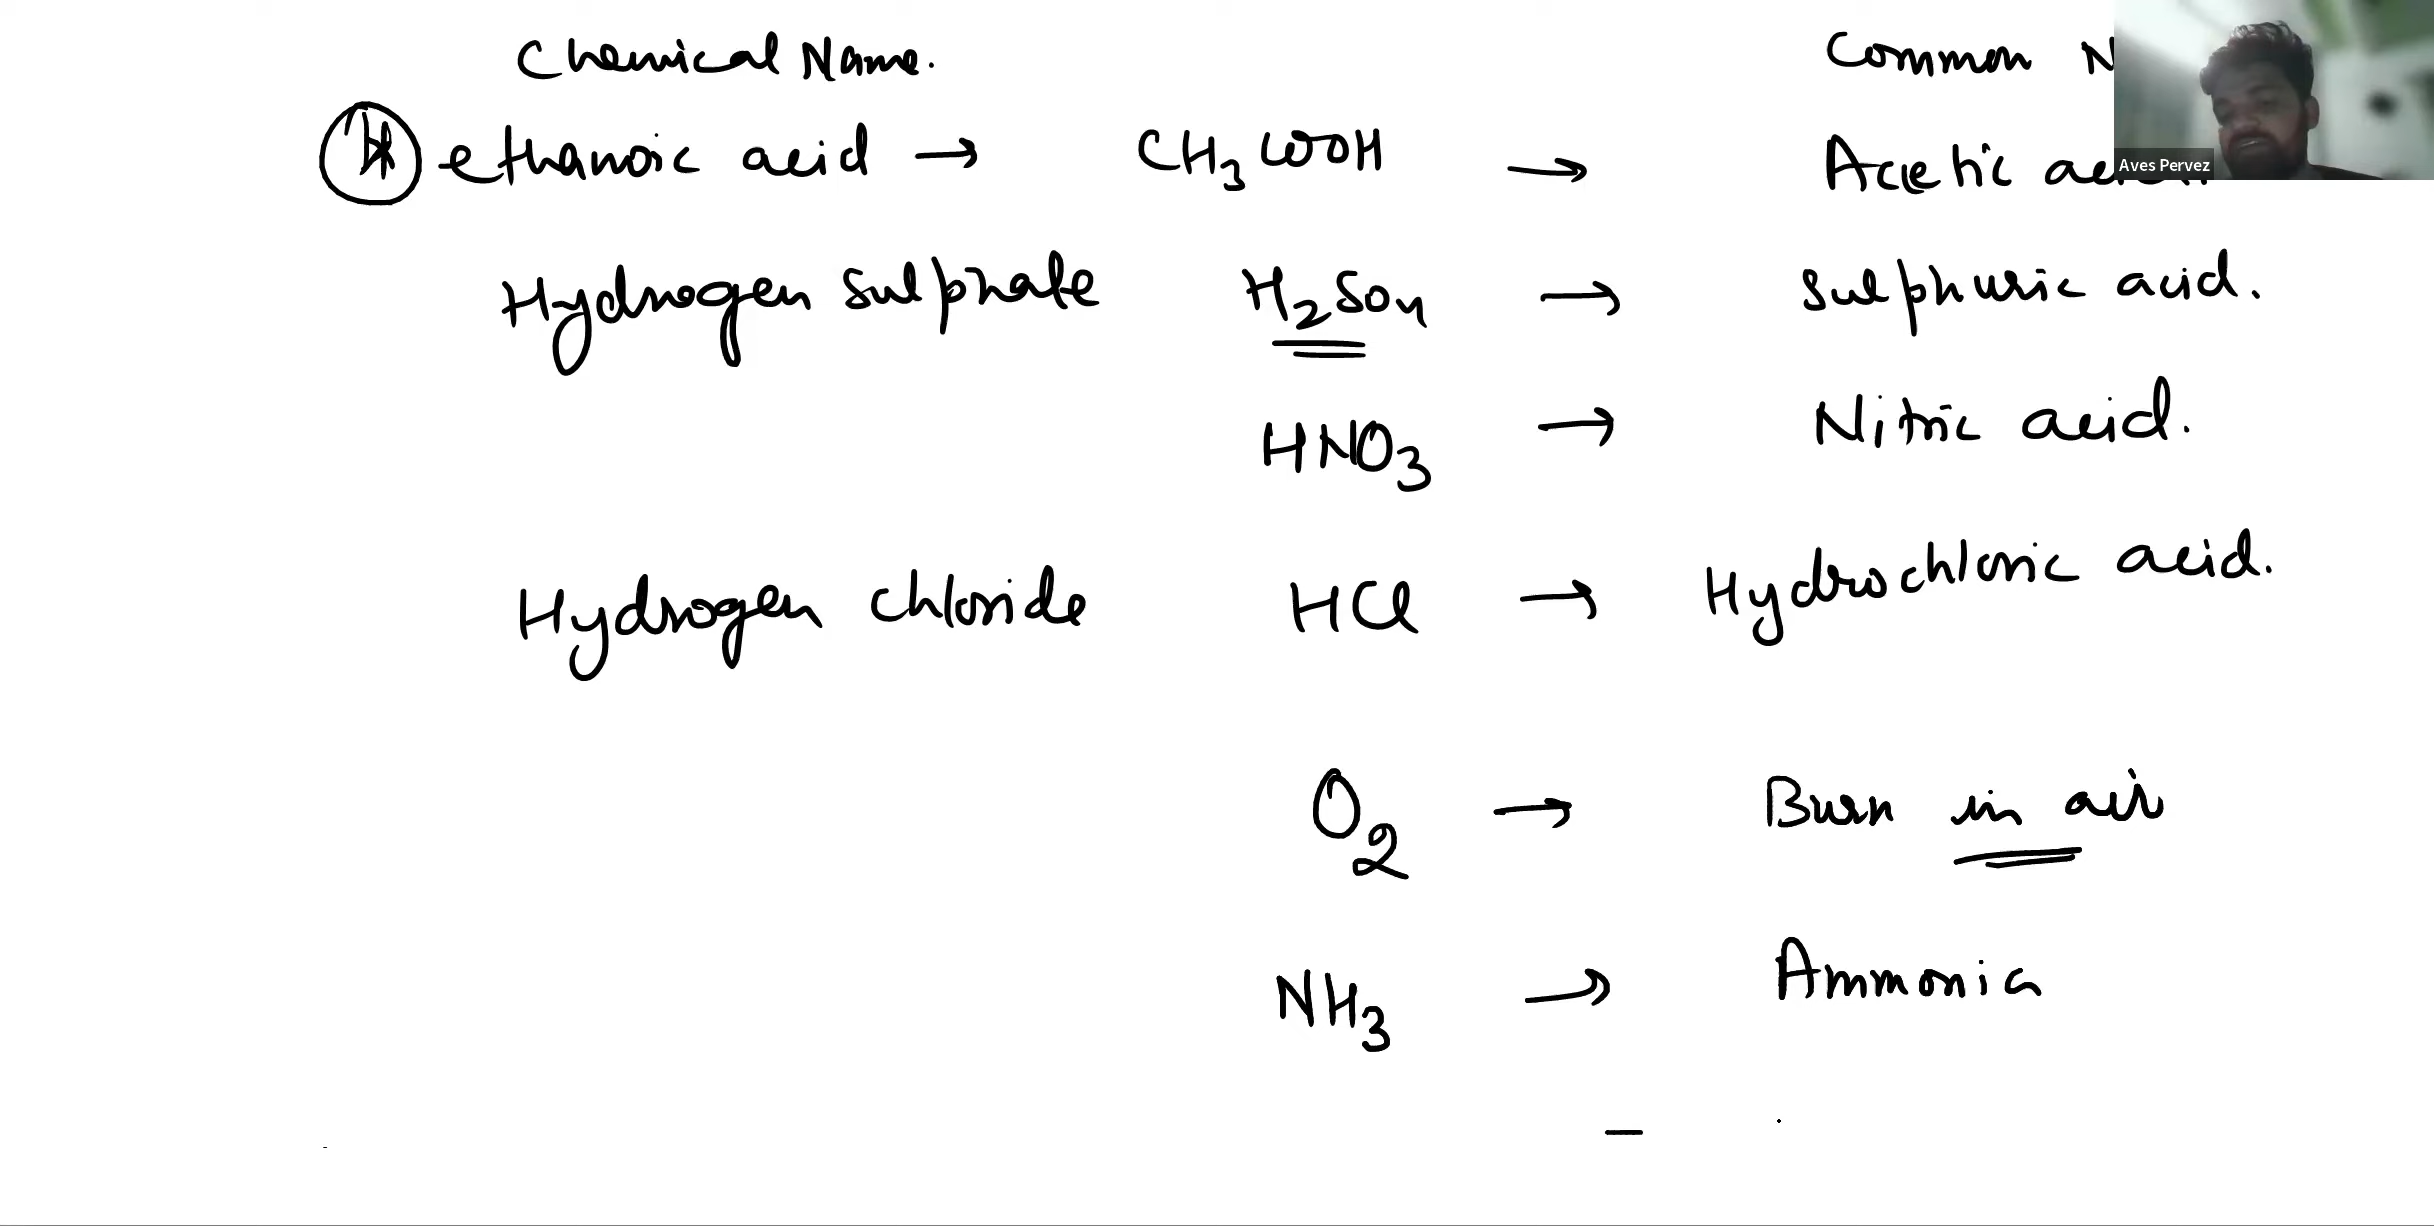 Chemical Name. Common N
ethanoic acid → CH3COOH → Acetic
Aves Pervez
Hydrogen Sulphate H2SO4 → Sulphuric acid.
HNO3 → Nitric acid.
Hydrogen chloride HCl → Hydrochloric acid.
O2 → Burn in air
NH3 → Ammonia